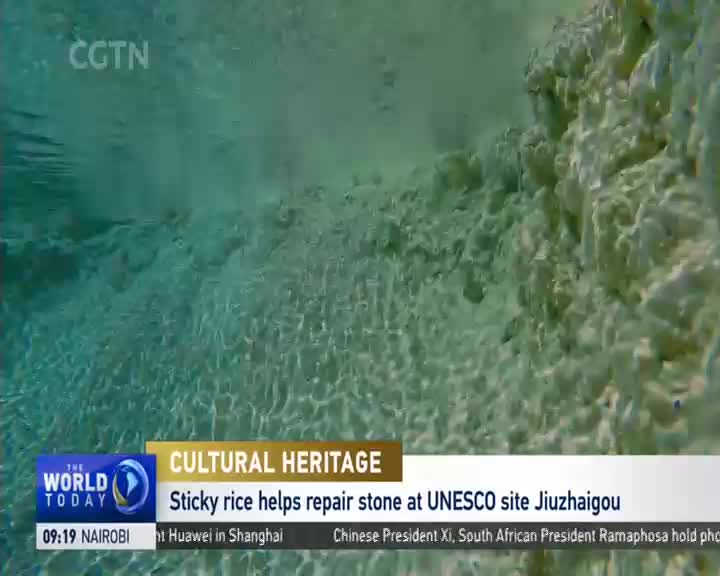 CGTN
CULTURAL HERITAGE
THE
WORLD
TODAY
Sticky rice helps repair stone at UNESCO site Jiuzhaigou
09:19 NAIROBI
Huawei in Shanghai Chinese President Xi, South African President Ramaphosa hold